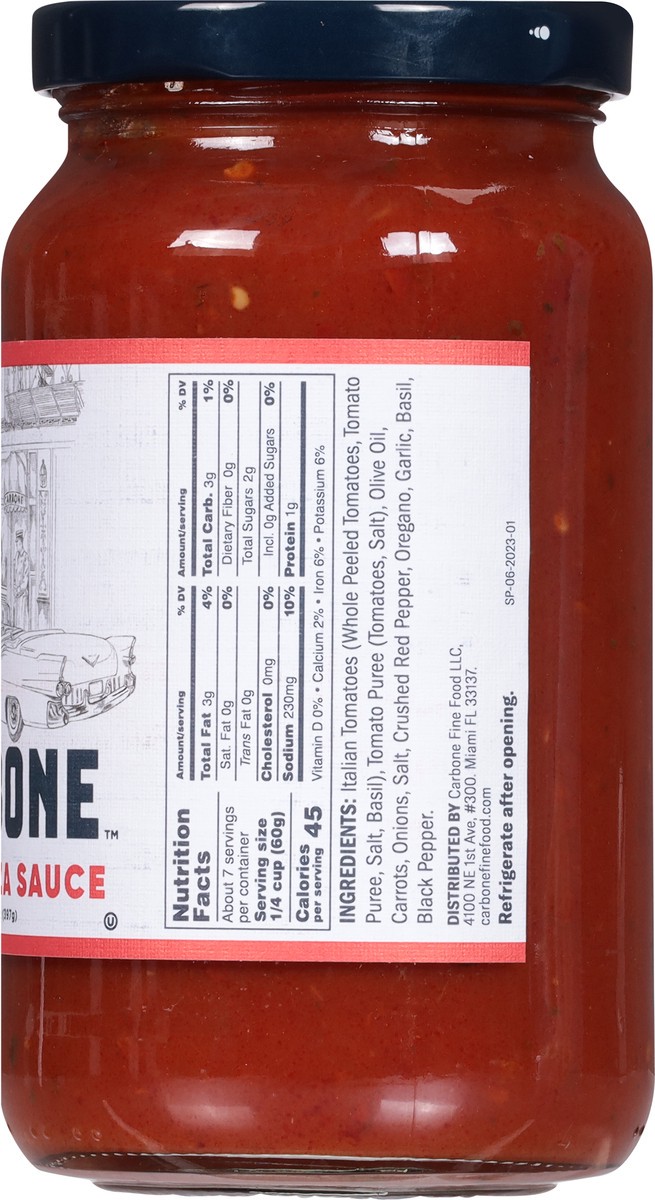 CARBONE
BONE™
ZA SAUCE
(397g)
U
Nutrition
Facts
About 7 servings
per container
Serving size
1/4 cup (60g)
Calories 45
per serving
Amount/serving % DV
Total Fat 3g 4%
Sat. Fat 0g 0%
Trans Fat 0g
Cholesterol 0mg 0%
Sodium 230mg 10%
Amount/serving % DV
Total Carb. 3g 1%
Dietary Fiber 0g 0%
Total Sugars 2g
Incl. 0g Added Sugars 0%
Protein 1g
Vitamin D 0% • Calcium 2% • Iron 6% • Potassium 6%
INGREDIENTS: Italian Tomatoes (Whole Peeled Tomatoes, Tomato
Puree, Salt, Basil), Tomato Puree (Tomatoes, Salt), Olive Oil,
Carrots, Onions, Salt, Crushed Red Pepper, Oregano, Garlic, Basil,
Black Pepper.
DISTRIBUTED BY Carbone Fine Food LLC,
4100 NE 1st Ave, #300. Miami FL 33137.
carbonefinefood.com
Refrigerate after opening.
SP-06-2023-01